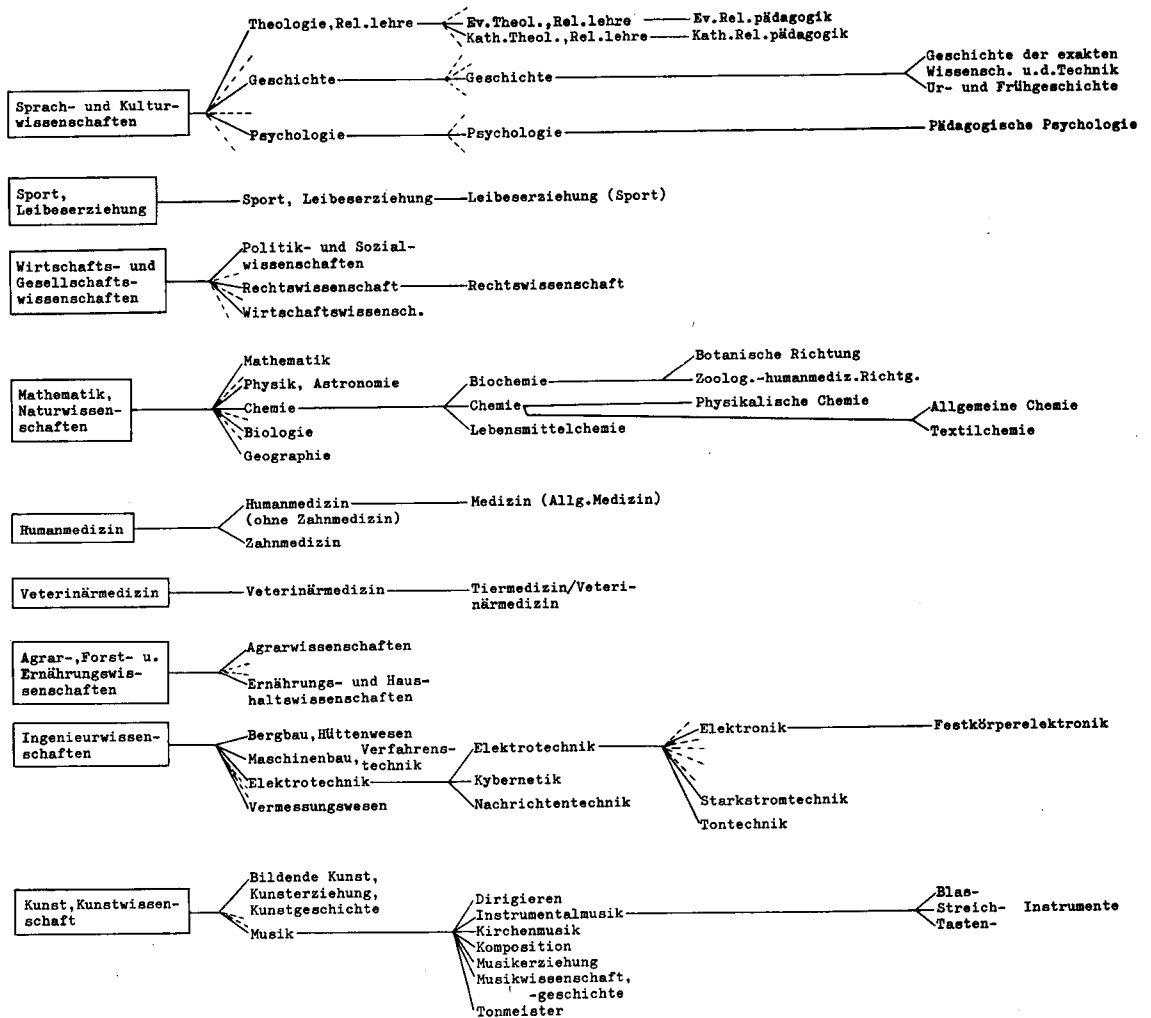 Theologie,Rel.lehre
Ev.Theol.,Rel.lehre
Ev.Rel.pädagogik
Kath.Theol.,Rel.lehre
Kath.Rel.pädagogik
Geschichte
Geschichte
Geschichte der exakten
Wissensch. u.d.Technik
Ur- und Frühgeschichte
Sprach- und Kultur-
wissenschaften
Psychologie
Psychologie
Pädagogische Psychologie
Sport,
Leibeserziehung
Sport, Leibeserziehung
Leibeserziehung (Sport)
Wirtschafts- und
Gesellschafts-
wissenschaften
Politik- und Sozial-
wissenschaften
Rechtswissenschaft
Rechtswissenschaft
Wirtschaftswissensch.
Mathematik,
Naturwissen-
schaften
Mathematik
Physik, Astronomie
Chemie
Biologie
Geographie
Biochemie
Chemie
Lebensmittelchemie
Botanische Richtung
Zoolog.-humanmediz.Richtg.
Physikalische Chemie
Allgemeine Chemie
Textilchemie
Humanmedizin
Humanmedizin
(ohne Zahnmedizin)
Zahnmedizin
Medizin (Allg.Medizin)
Veterinärmedizin
Veterinärmedizin
Tiermedizin/Veteri-
närmedizin
Agrar-,Forst- u.
Ernährungswis-
senschaften
Agrarwissenschaften
Ernährungs- und Haus-
haltswissenschaften
Ingenieurwissen-
schaften
Bergbau,Hüttenwesen
Maschinenbau, Verfahrens-
technik
Elektrotechnik
Vermessungswesen
Elektrotechnik
Kybernetik
Nachrichtentechnik
Elektronik
Starkstromtechnik
Tontechnik
Festkörperelektronik
Kunst,Kunstwissen-
schaft
Bildende Kunst,
Kunsterziehung,
Kunstgeschichte
Musik
Dirigieren
Instrumentalmusik
Kirchenmusik
Komposition
Musikerziehung
Musikwissenschaft,
-geschichte
Tonmeister
Blas-
Streich- Instrumente
Tasten-